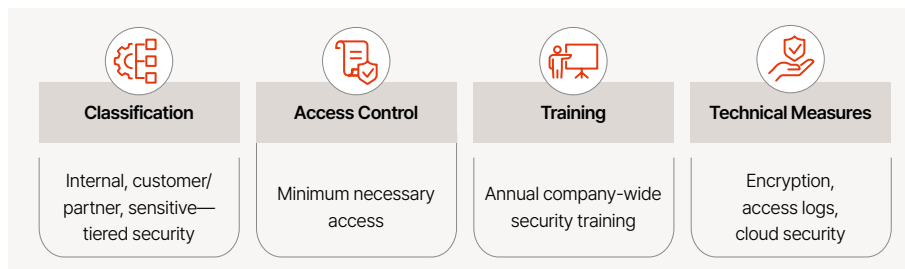 Classification
Internal, customer/
partner, sensitive—
tiered security
Access Control
Minimum necessary
access
Training
Annual company-wide
security training
Technical Measures
Encryption,
access logs,
cloud security